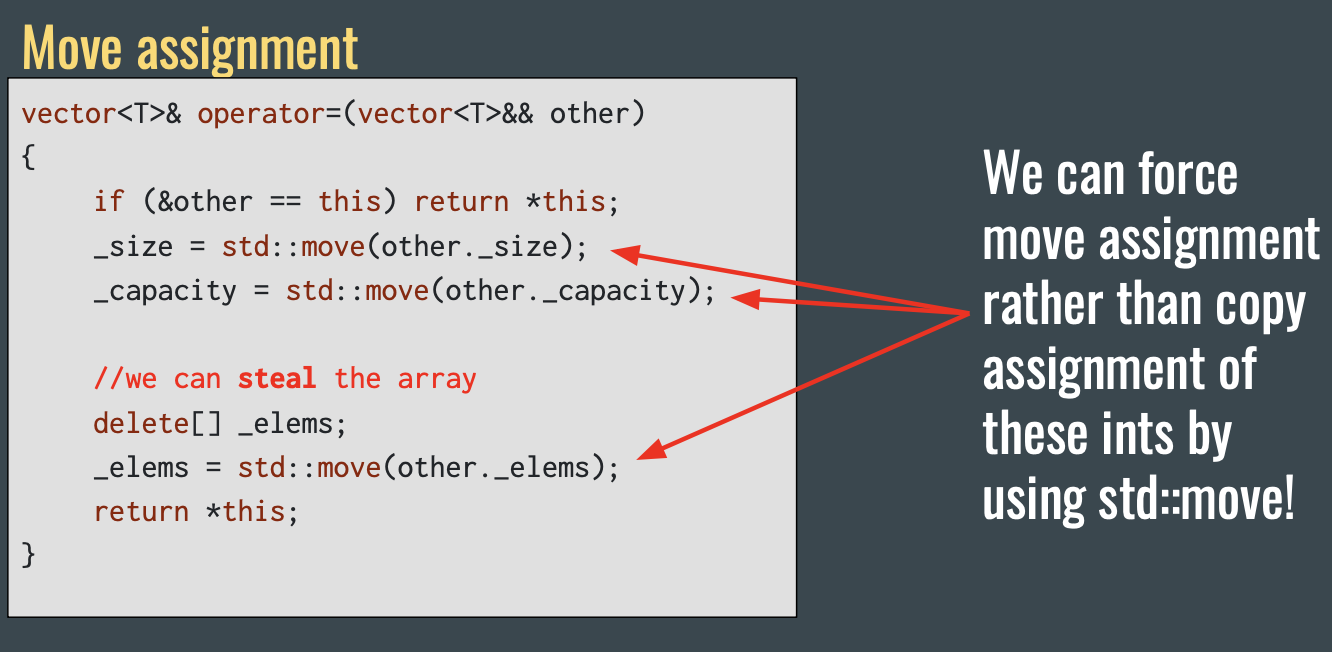 Move assignment
vector<T>& operator=(vector<T>&& other)
{
    if (&other == this) return *this;
    _size = std::move(other._size);
    _capacity = std::move(other._capacity);
    //we can steal the array
    delete[] _elems;
    _elems = std::move(other._elems);
    return *this;
}
We can force
move assignment
rather than copy
assignment of
these ints by
using std::move!